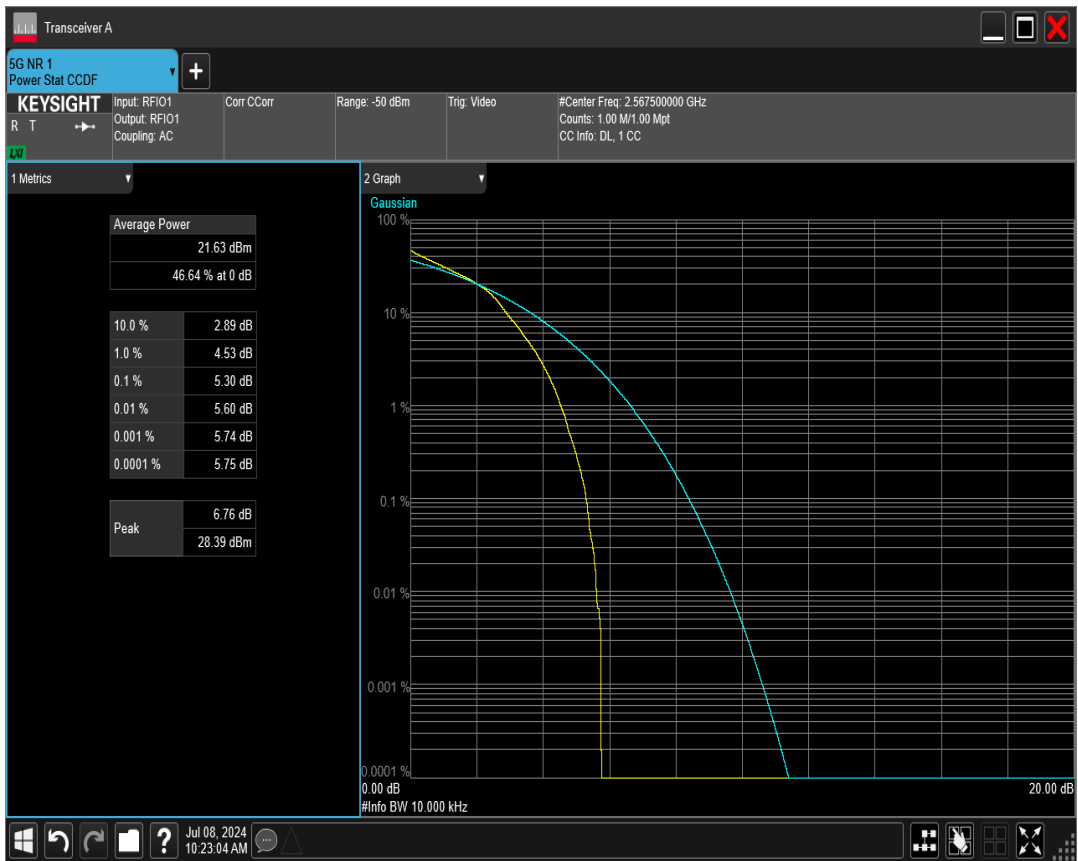 Transceiver A
5G NR 1
Power Stat CCDF
+
KEYSIGHT
R T
LXI
Input: RFIO1
Output: RFIO1
Coupling: AC
Corr CCorr
Range: -50 dBm
Trig: Video
#Center Freq: 2.567500000 GHz
Counts: 1.00 M/1.00 Mpt
CC Info: DL, 1 CC
1 Metrics
Average Power
21.63 dBm
46.64 % at 0 dB
10.0 % 2.89 dB
1.0 % 4.53 dB
0.1 % 5.30 dB
0.01 % 5.60 dB
0.001 % 5.74 dB
0.0001 % 5.75 dB
Peak
6.76 dB
28.39 dBm
2 Graph
Gaussian
100 %
10 %
1 %
0.1 %
0.01 %
0.001 %
0.0001 %
0.00 dB 20.00 dB
#Info BW 10.000 kHz
?
Jul 08, 2024
10:23:04 AM